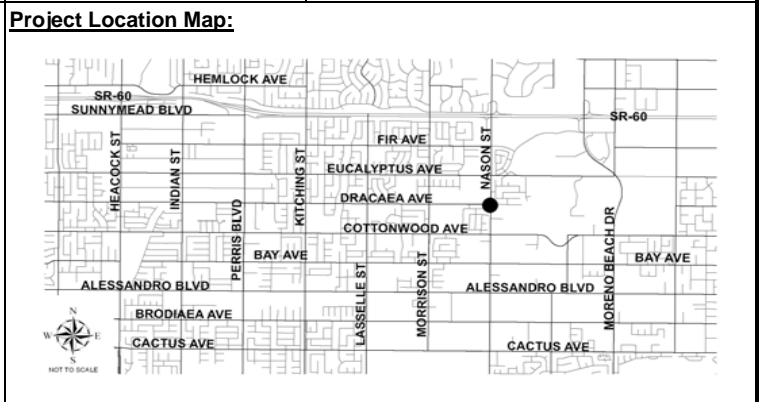 Project Location Map:
HEMLOCK AVE
SR-60
SUNNYMEAD BLVD
SR-60
FIR AVE
EUCALYPTUS AVE
DRACAEA AVE
COTTONWOOD AVE
HEACOCK ST
INDIAN ST
PERRIS BLVD
KITCHING ST
NASON ST
BAY AVE
BAY AVE
LASSELLE ST
MORRISON ST
MORENO BEACH DR
ALESSANDRO BLVD
ALESSANDRO BLVD
BRODIAEA AVE
CACTUS AVE
CACTUS AVE
N
W
E
S
NOT TO SCALE